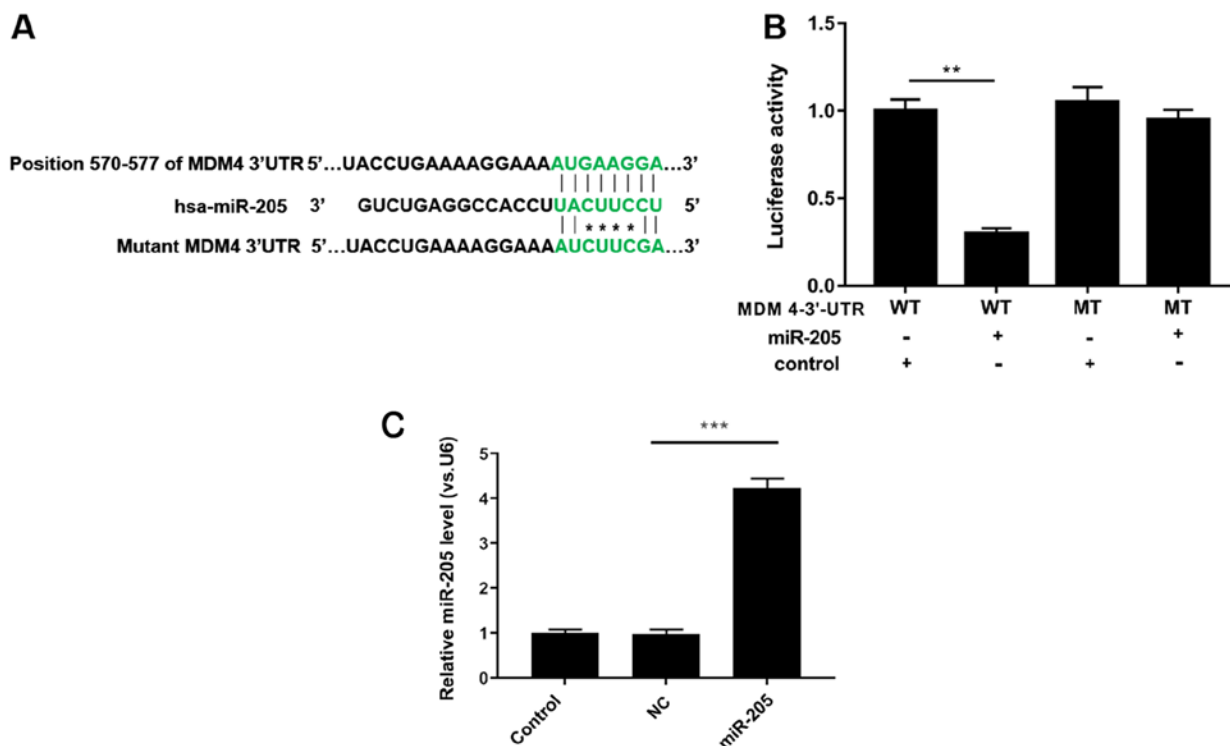 A
Position 570-577 of MDM4 3'UTR 5'...UACCUGAAAAGGAAAAUGAAGGA...3'
hsa-miR-205 3' GUCUGAGGCCACCUUACUUCCU 5'
* * * *
Mutant MDM4 3'UTR 5'...UACCUGAAAAGGAAAAUCUUCGA...3'
B
Luciferase activity
1.5
1.0
0.5
0.0
**
MDM 4-3'-UTR WT WT MT MT
miR-205 - + - +
control + - + -
C
Relative miR-205 level (vs.U6)
5
4
3
2
1
0
***
Control NC miR-205